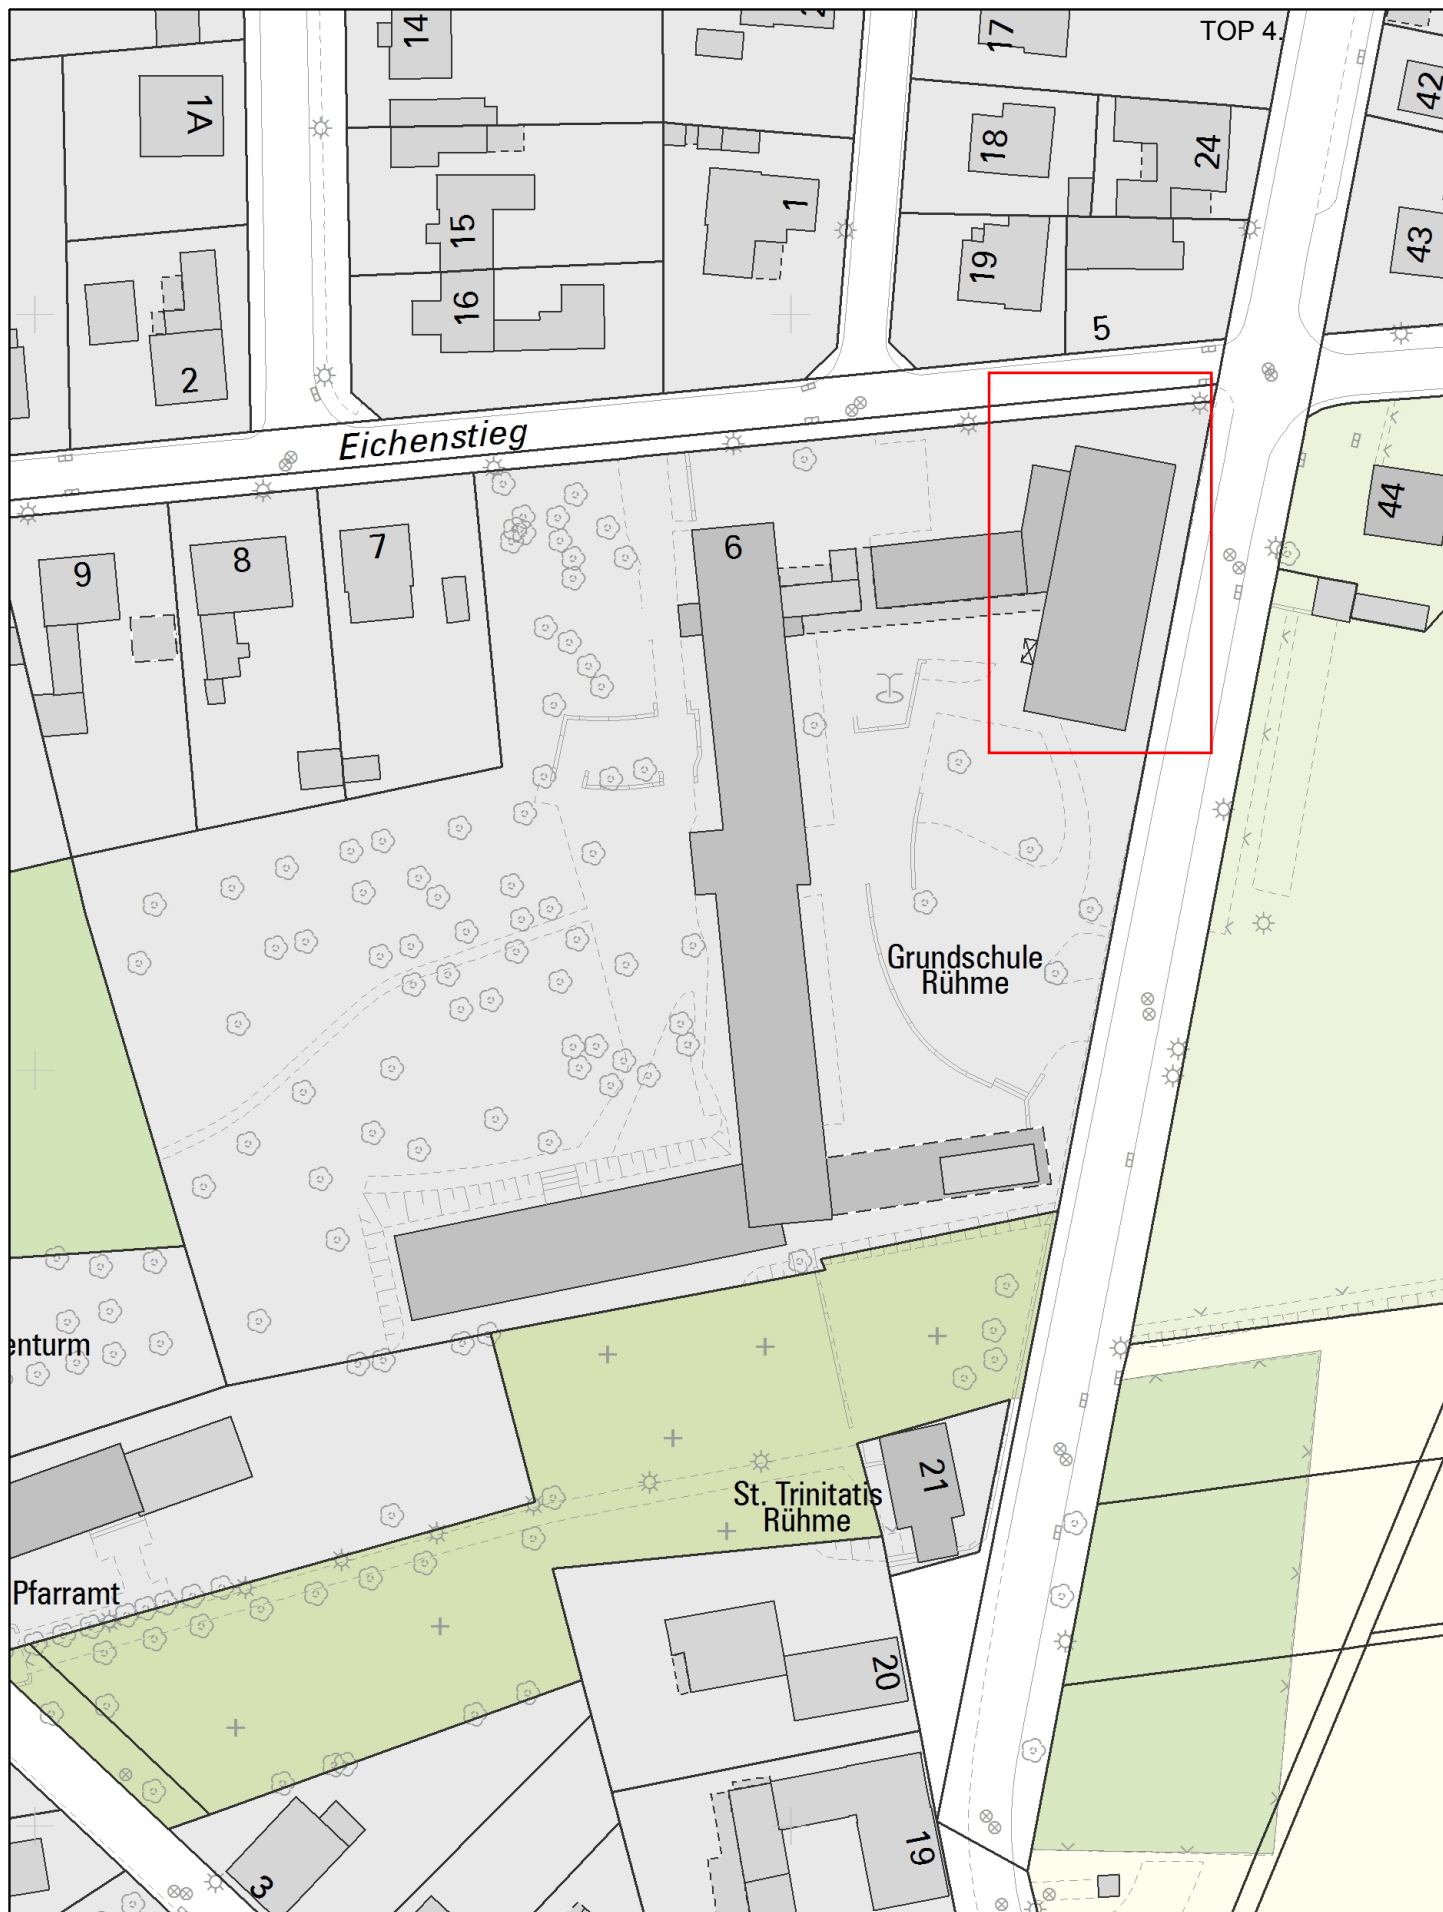 TOP 4.
14
17
42
1A
18
24
15
1
43
19
16
5
2
Eichenstieg
44
6
7
8
9
Grundschule
Rühme
enturm
21
St. Trinitatis
Rühme
Pfarramt
20
19
3